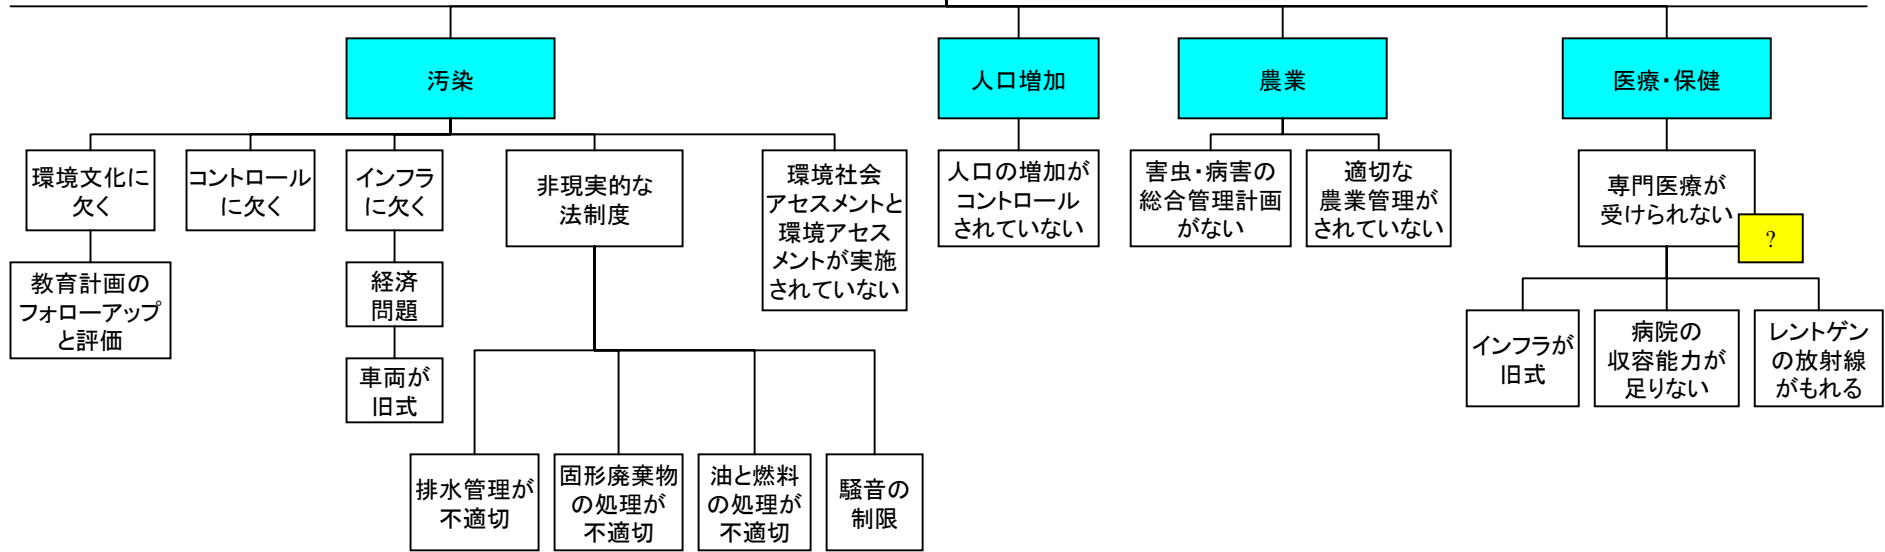 汚染
人口増加
農業
医療・保健
環境文化に
欠く
コントロール
に欠く
インフラ
に欠く
非現実的な
法制度
環境社会
アセスメントと
環境アセス
メントが実施
されていない
人口の増加が
コントロール
されていない
害虫・病害の
総合管理計画
がない
適切な
農業管理が
されていない
専門医療が
受けられない
?
教育計画の
フォローアップ
と評価
経済
問題
車両が
旧式
インフラが
旧式
病院の
収容能力が
足りない
レントゲン
の放射線
がもれる
排水管理が
不適切
固形廃棄物
の処理が
不適切
油と燃料
の処理が
不適切
騒音の
制限